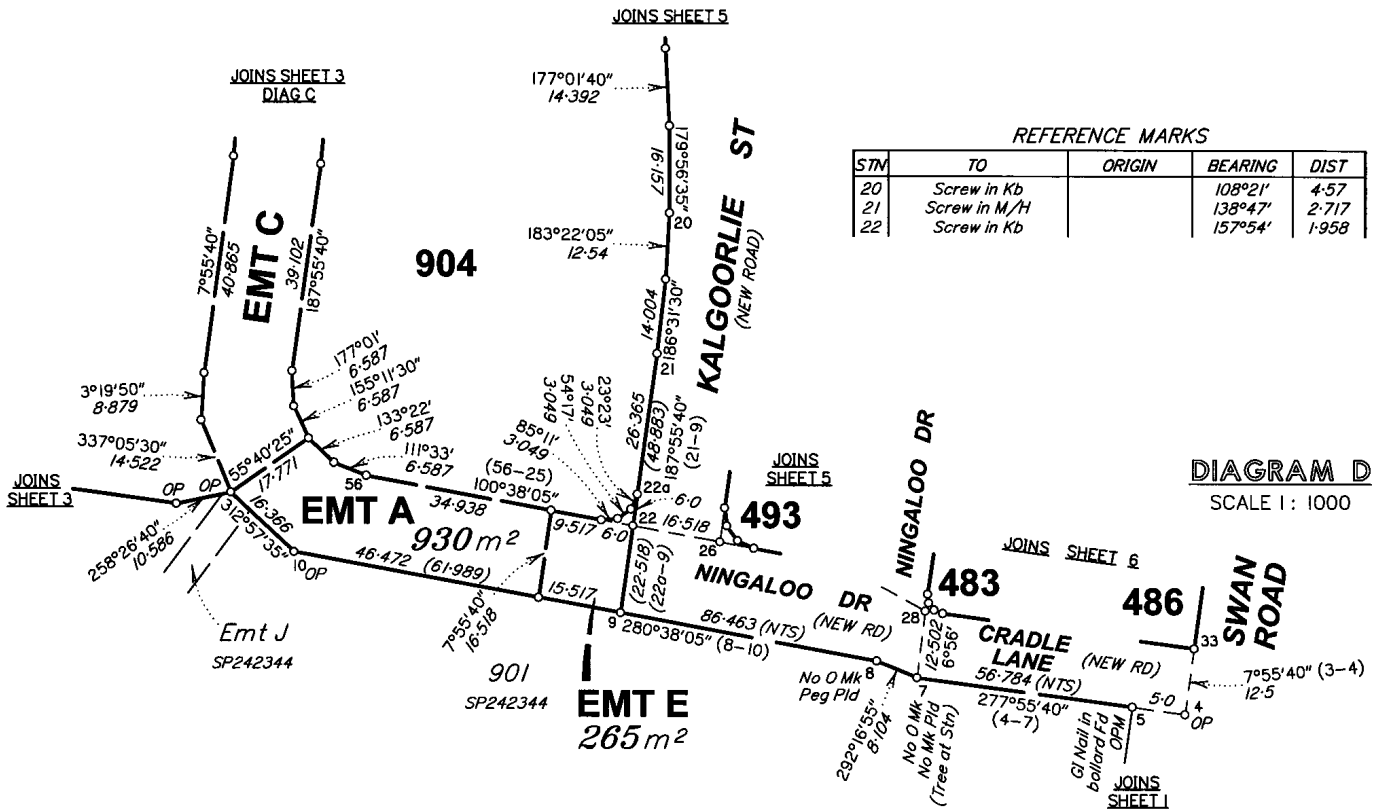 JOINS SHEET 5
JOINS SHEET 3
DIAG C
177°01'40"
14·392
179°56'35"
16·157
20
183°22'05"
12·54
KALGOORLIE ST
(NEW ROAD)
REFERENCE MARKS
STN TO ORIGIN BEARING DIST
20 Screw in Kb 108°21' 4·57
21 Screw in M/H 138°47' 2·717
22 Screw in Kb 157°54' 1·958
7°55'40"
40·865
EMT C
39·102
187°55'40"
904
14·004
186°31'30"
21
177°01'
6·587
155°11'30"
6·587
133°22'
6·587
111°33'
6·587
3°19'50"
8·879
337°05'30"
14·522
55°40'25"
17·771
23°23'
3·049
54°17'
3·049
85°11'
3·049
26·365
(48·883)
187°55'40"
(21-9)
(56-25)
100°38'05"
34·938
56
JOINS
SHEET 3
OP
OP
258°26'40"
10·586
312°57'35"
16·366
10
OP
EMT A
930 m²
9·517
6·0
22a
22
6·0
16·518
26
JOINS
SHEET 5
493
46·472 (61·989)
7°55'40"
16·518
15·517
(22·518)
(22a-9)
Emt J
SP242344
901
SP242344
EMT E
265 m²
9
280°38'05" (8-10)
86·463 (NTS)
NINGALOO DR
(NEW RD)
NINGALOO DR
28
483
JOINS SHEET 6
486
SWAN
ROAD
33
DIAGRAM D
SCALE 1 : 1000
12·502
6°56'
CRADLE
LANE
(NEW RD)
56·784 (NTS)
277°55'40"
(4-7)
7°55'40" (3-4)
12·5
5·0
4
OP
5
8
No O Mk
Peg Pld
292°16'55"
8·104
7
No O Mk
No Mk Pld
(Tree at Stn)
GI Nail in
bollard Fd
OPM
JOINS
SHEET 1